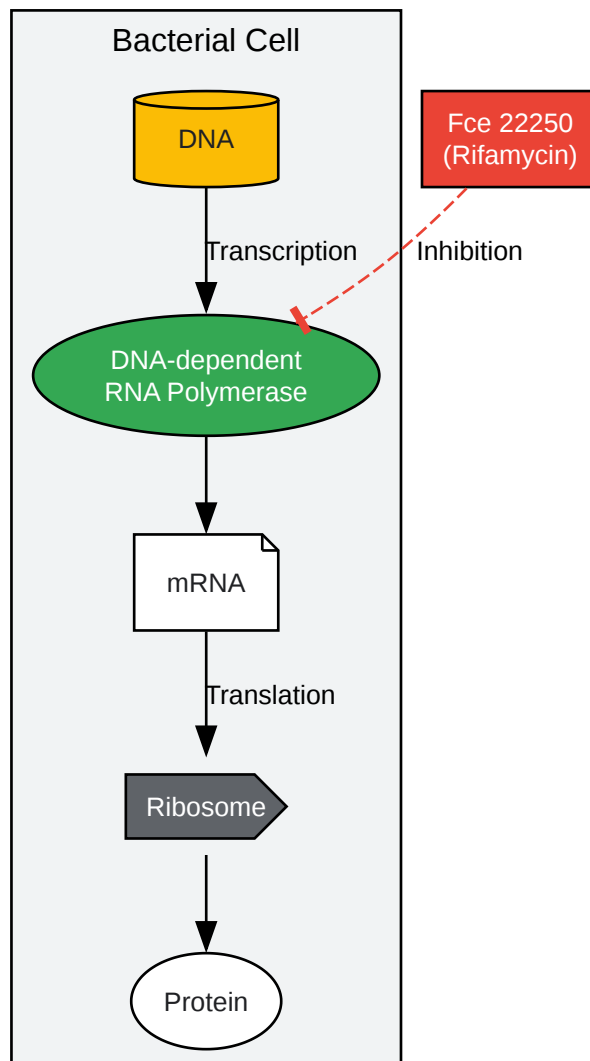 Bacterial Cell
DNA
Fce 22250
(Rifamycin)
Transcription
Inhibition
DNA-dependent
RNA Polymerase
mRNA
Translation
Ribosome
Protein